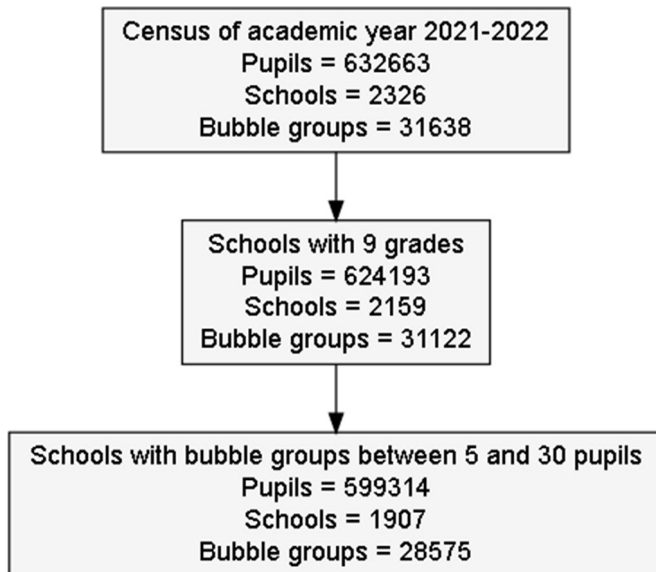 Census of academic year 2021-2022
Pupils = 632663
Schools = 2326
Bubble groups = 31638
Schools with 9 grades
Pupils = 624193
Schools = 2159
Bubble groups = 31122
Schools with bubble groups between 5 and 30 pupils
Pupils = 599314
Schools = 1907
Bubble groups = 28575